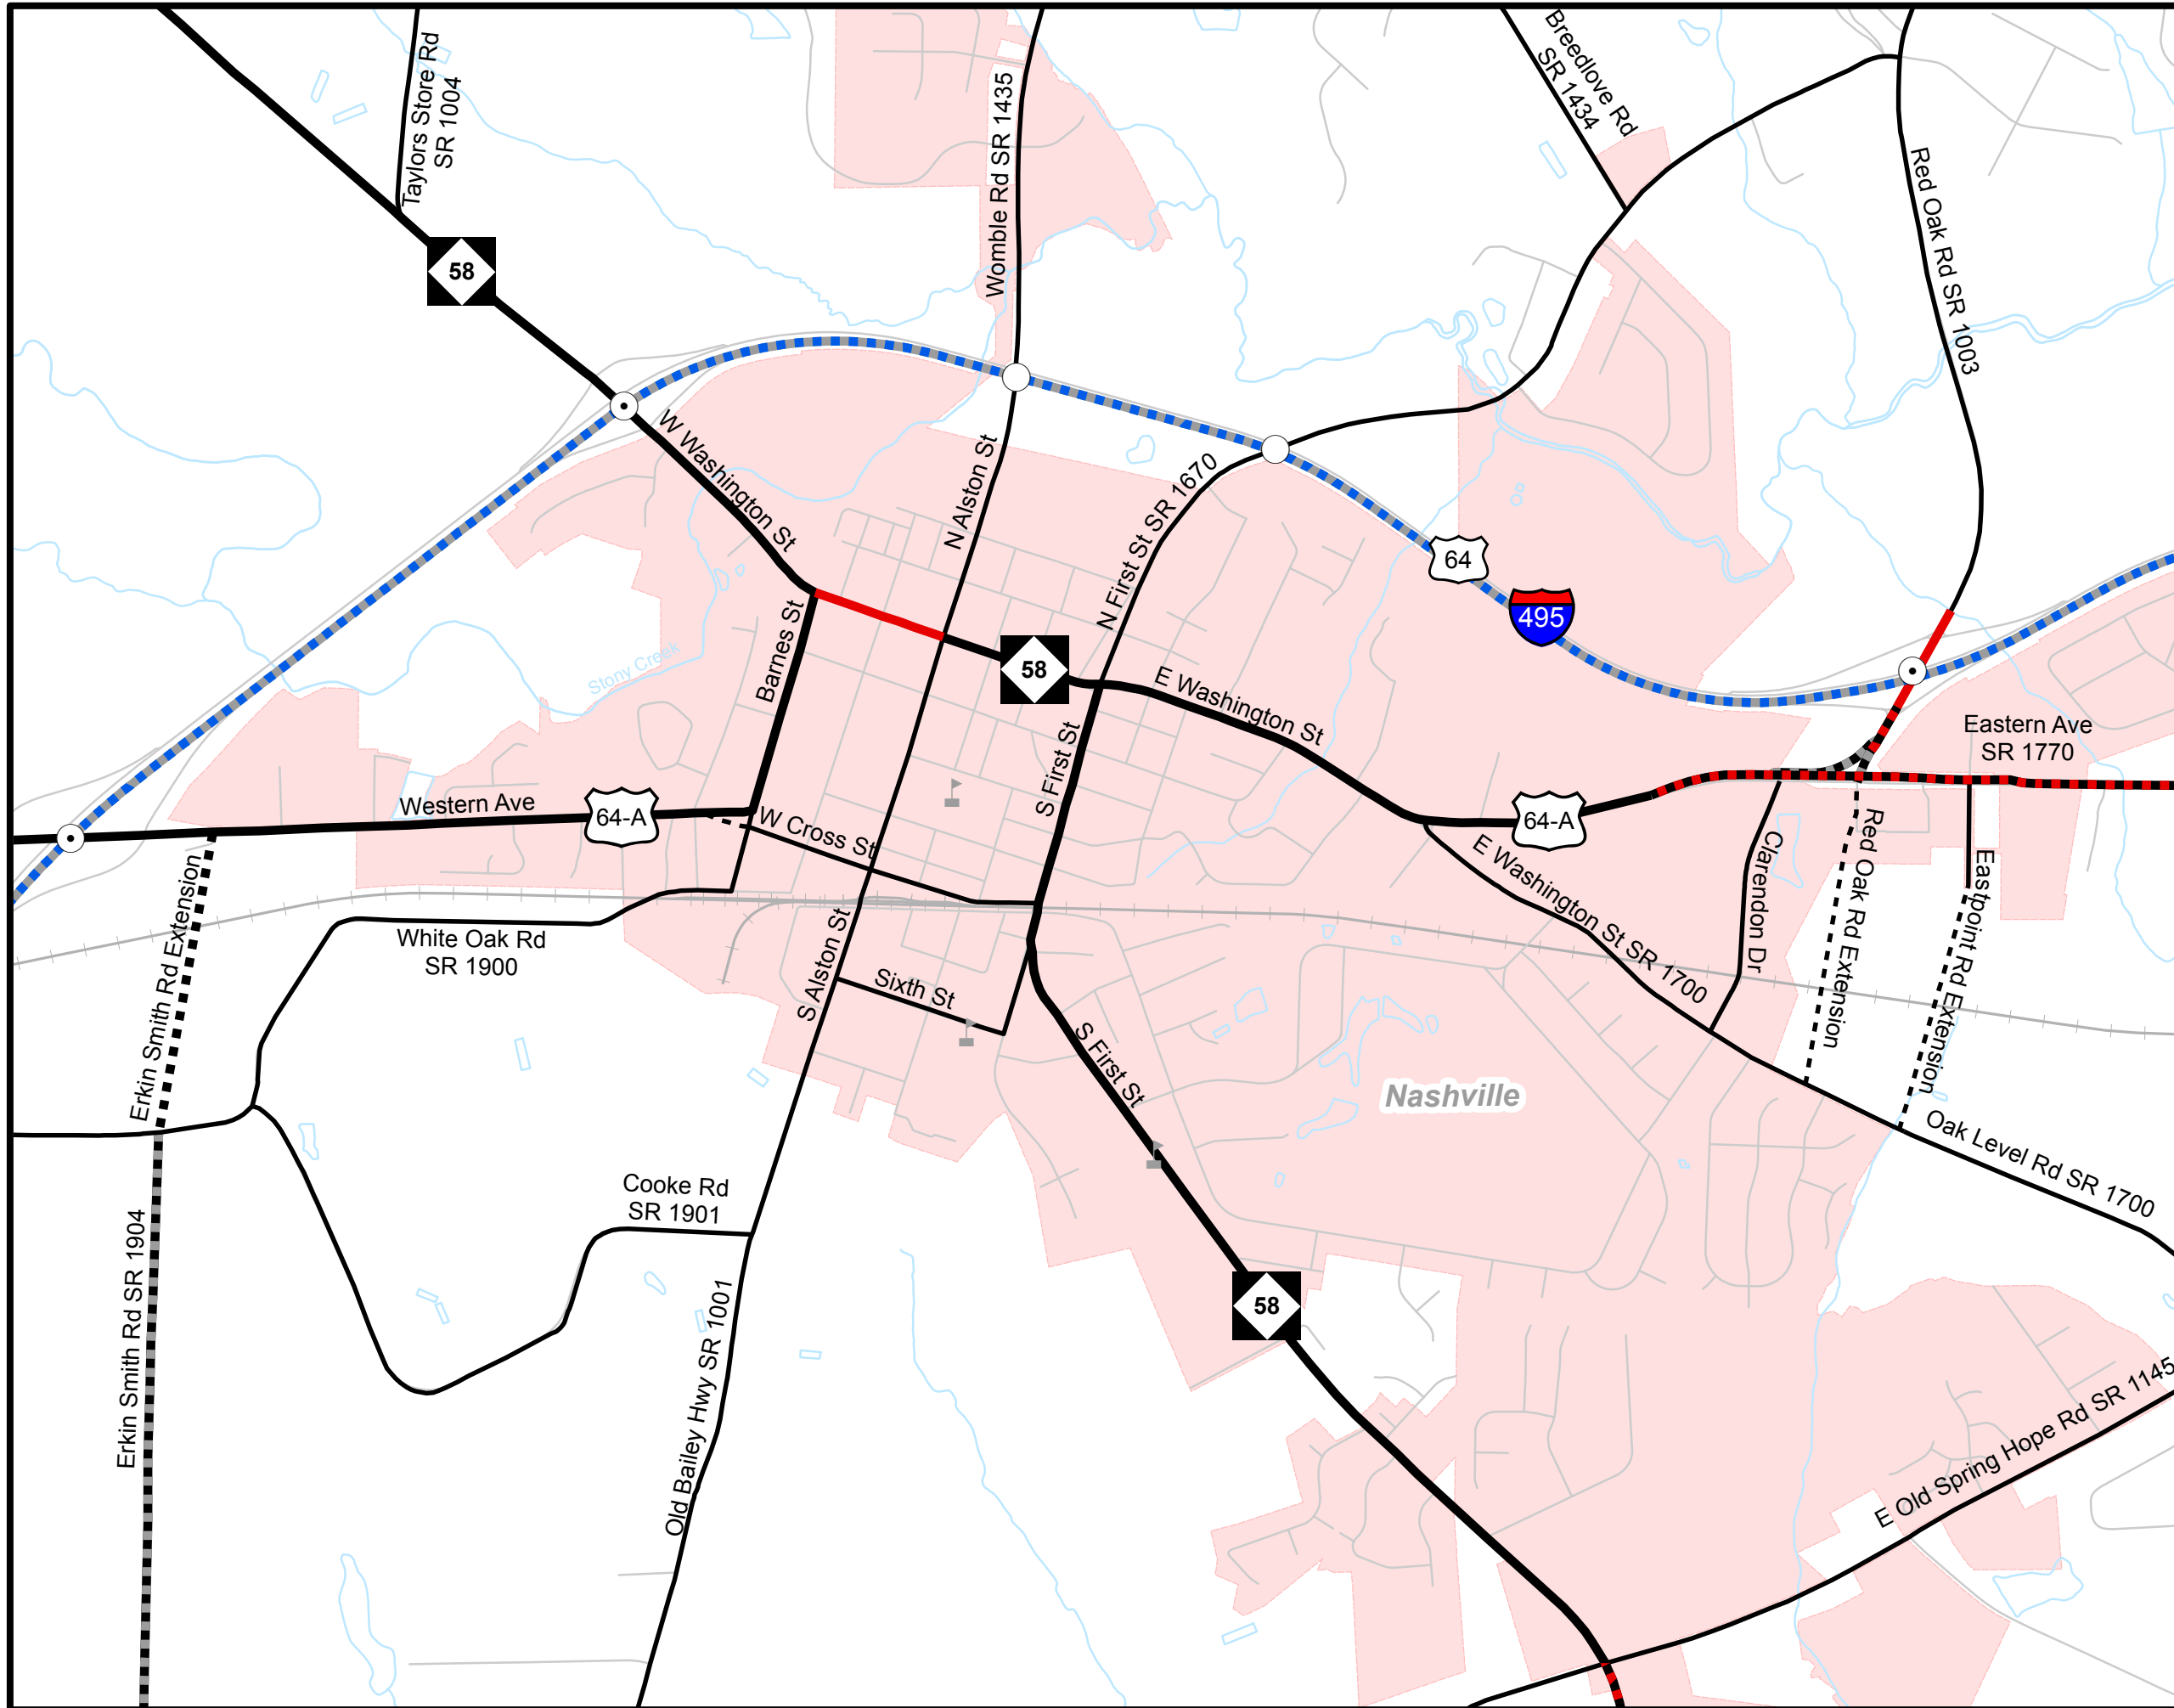 Taylors Store Rd
SR 1004
Womble Rd SR 1435
Breedlove Rd
SR 1434
Red Oak Rd SR 1003
58
W Washington St
N Alston St
N First St SR 1670
64
495
Barnes St
Stony Creek
58
E Washington St
S First St
Eastern Ave
SR 1770
Western Ave
64-A
W Cross St
64-A
E Washington St SR 1700
Clarendon Dr
Red Oak Rd Extension
Eastpoint Rd Extension
Erkin Smith Rd Extension
White Oak Rd
SR 1900
S Alston St
Sixth St
S First St
Nashville
Oak Level Rd SR 1700
Cooke Rd
SR 1901
Erkin Smith Rd SR 1904
Old Bailey Hwy SR 1001
58
E Old Spring Hope Rd SR 1145